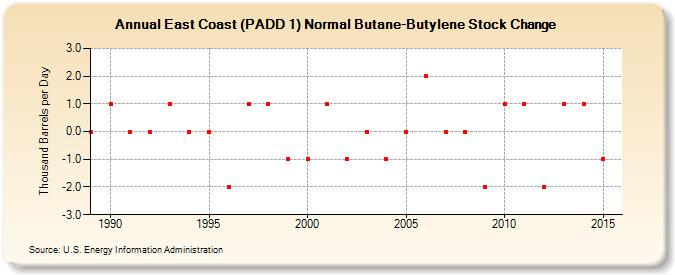 Annual East Coast (PADD 1) Normal Butane-Butylene Stock Change
Thousand Barrels per Day
3.0
2.0
1.0
0.0
-1.0
-2.0
-3.0
1990 1995 2000 2005 2010 2015
Source: U.S. Energy Information Administration